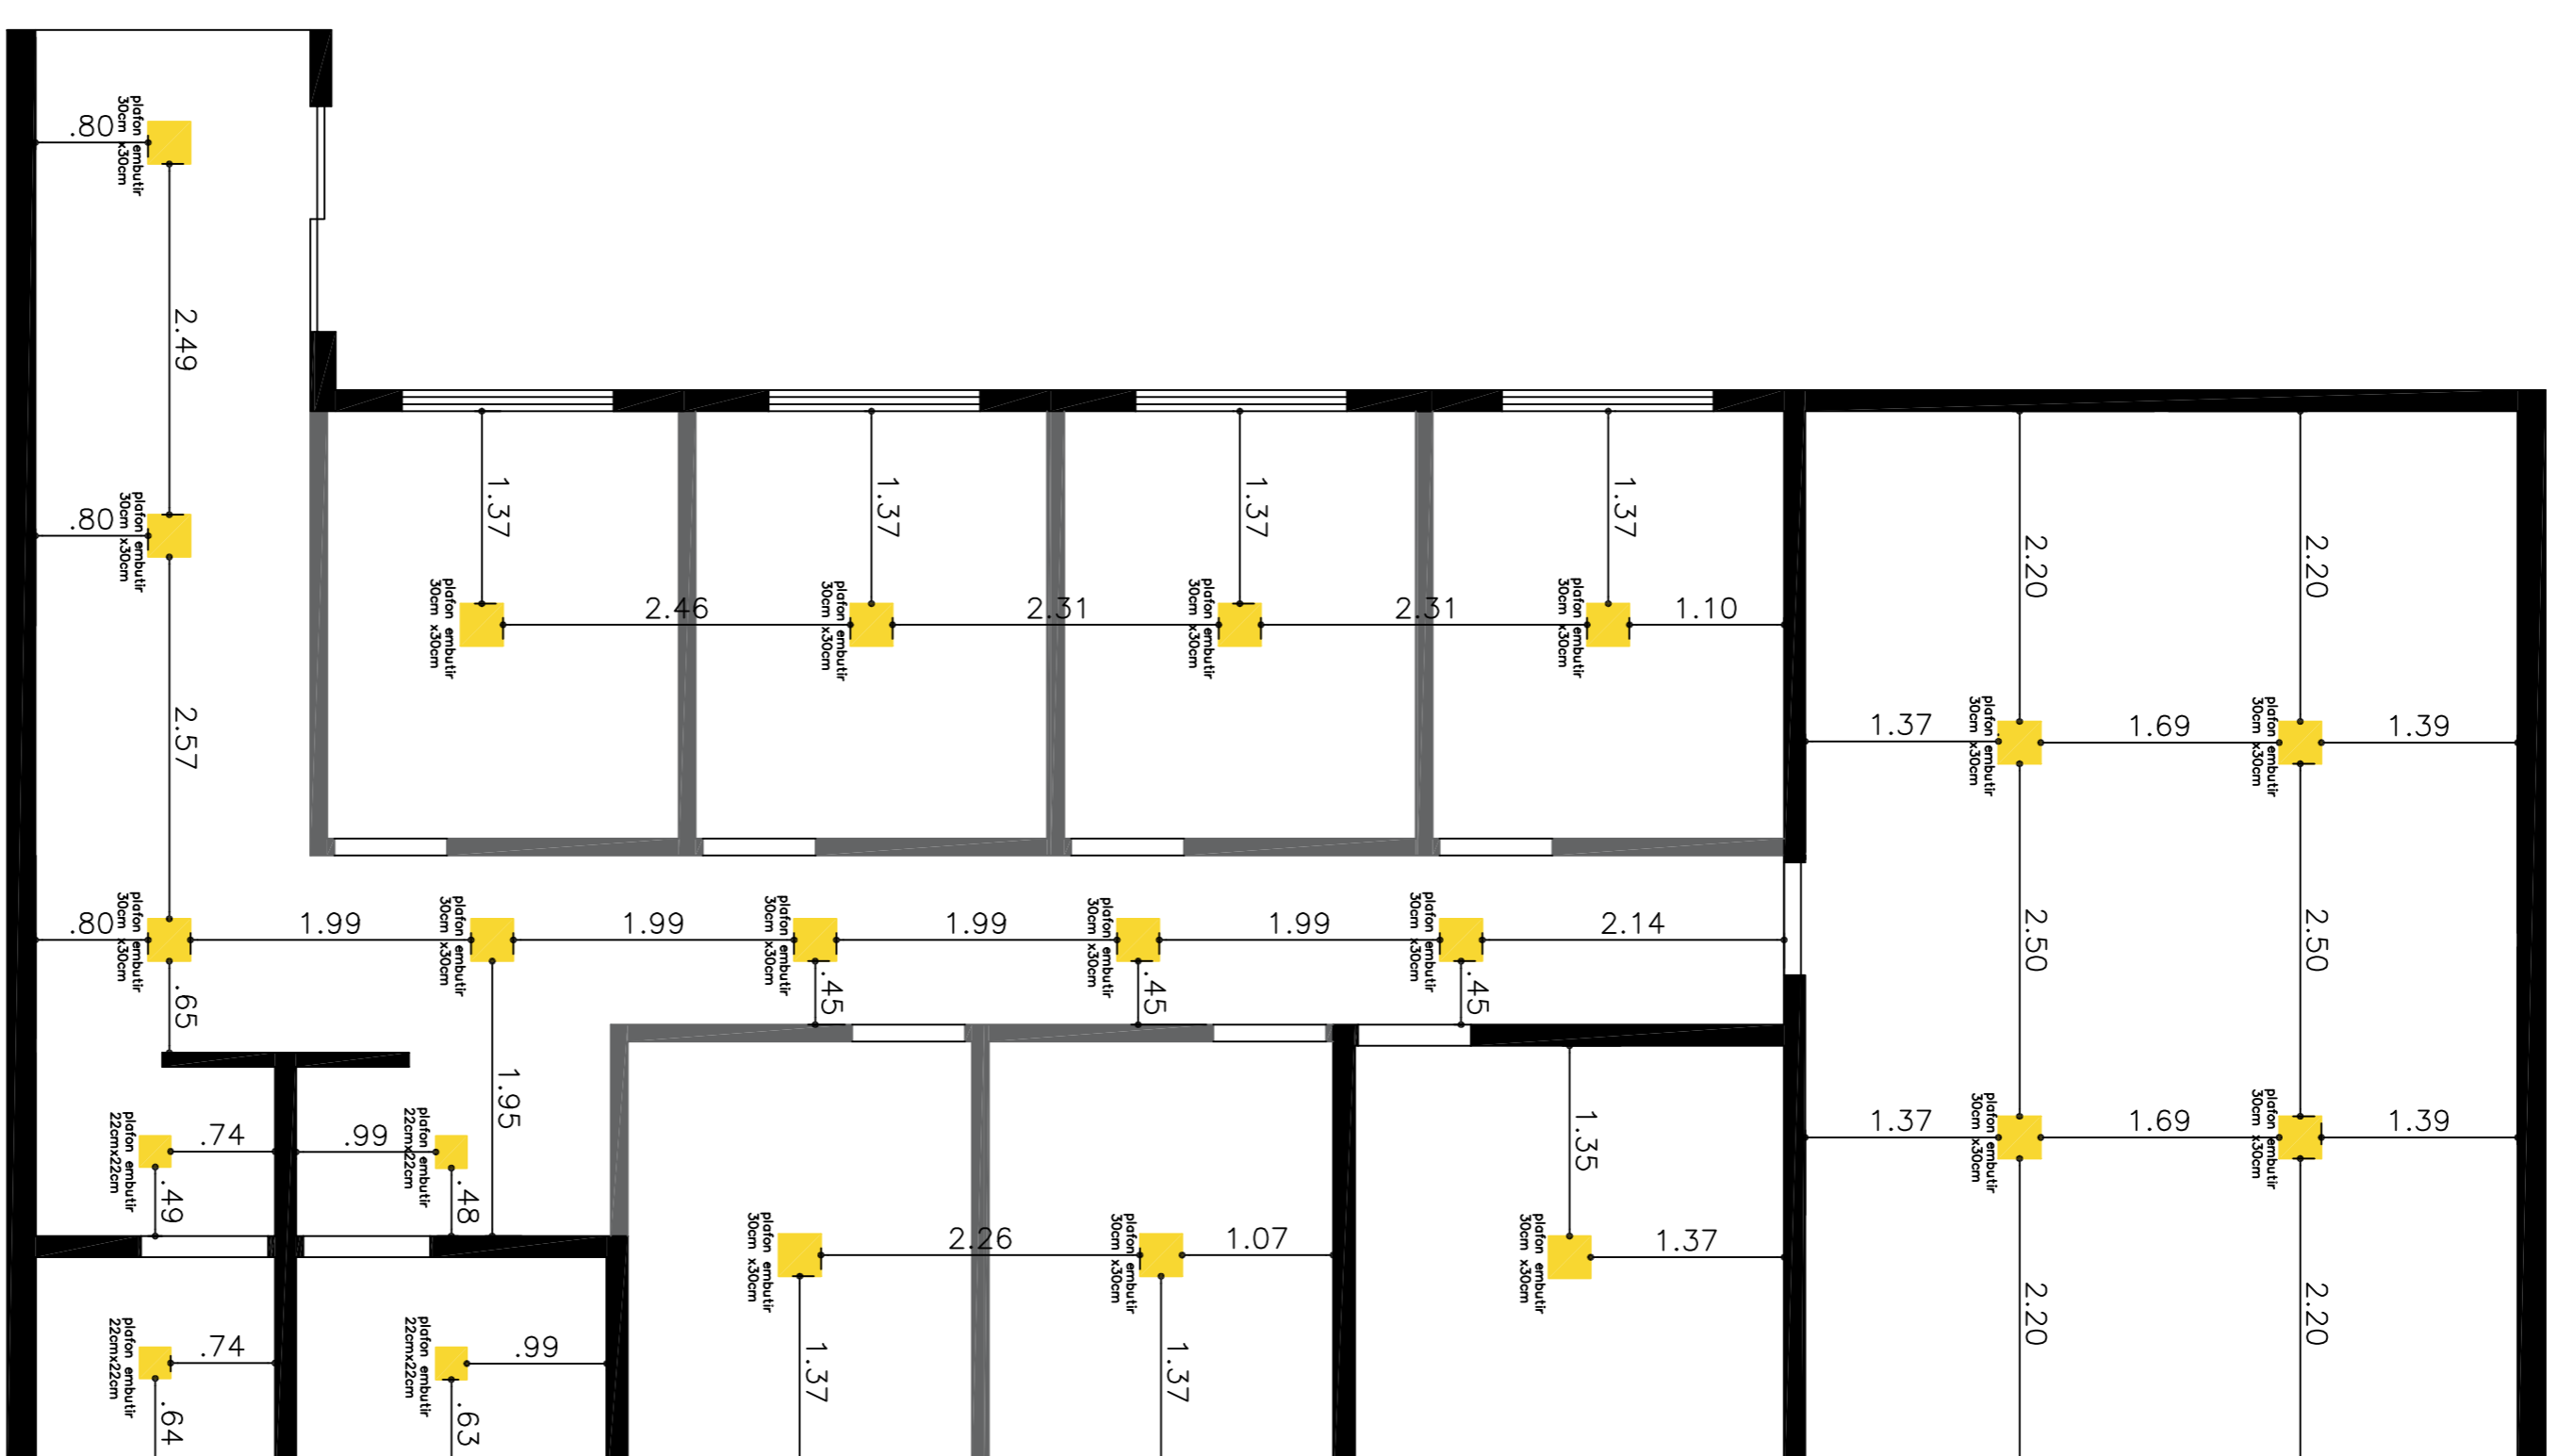 plafon embutir
30cm x30cm
.80
2.49
plafon embutir
30cm x30cm
.80
2.57
1.37
1.37
1.37
1.37
plafon embutir
30cm x30cm
2.46
plafon embutir
30cm x30cm
2.31
plafon embutir
30cm x30cm
2.31
plafon embutir
30cm x30cm
1.10
2.20
2.20
1.37
plafon embutir
30cm x30cm
1.69
plafon embutir
30cm x30cm
1.39
.80
plafon embutir
30cm x30cm
1.99
plafon embutir
30cm x30cm
1.99
plafon embutir
30cm x30cm
1.99
plafon embutir
30cm x30cm
1.99
plafon embutir
30cm x30cm
2.14
2.50
2.50
.65
.45
.45
.45
1.95
1.35
plafon embutir
22cmx22cm
.74
.99
plafon embutir
22cmx22cm
.49
.48
1.37
plafon embutir
30cm x30cm
1.69
plafon embutir
30cm x30cm
1.39
plafon embutir
30cm x30cm
2.26
plafon embutir
30cm x30cm
1.07
plafon embutir
30cm x30cm
1.37
2.20
2.20
plafon embutir
22cmx22cm
.74
plafon embutir
22cmx22cm
.99
1.37
1.37
.64
.63